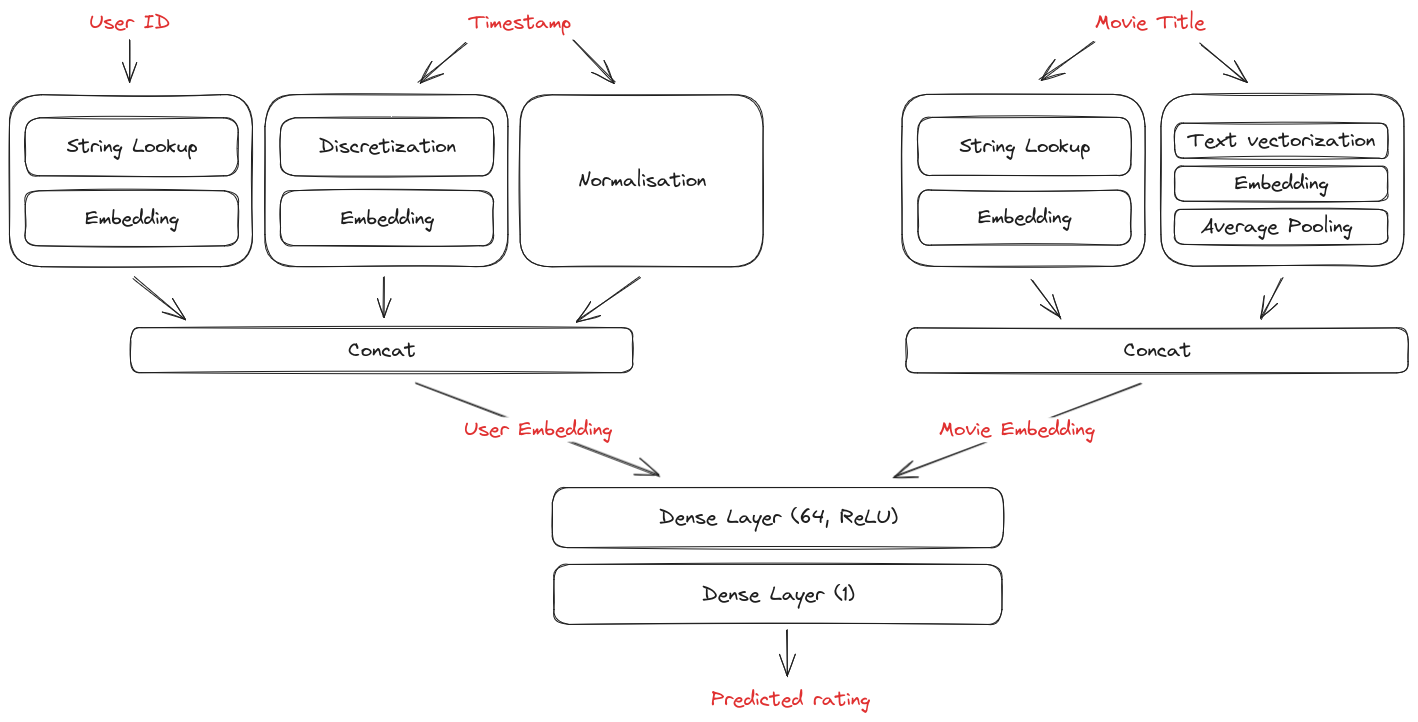 User ID
Timestamp
Movie Title
String Lookup
Embedding
Discretization
Embedding
Normalisation
String Lookup
Embedding
Text vectorization
Embedding
Average Pooling
Concat
Concat
User Embedding
Movie Embedding
Dense Layer (64, ReLU)
Dense Layer (1)
Predicted rating